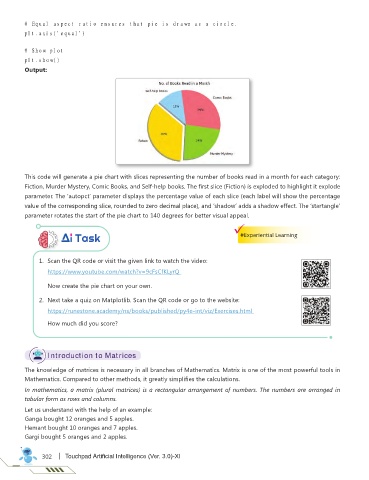 # Equal aspect ratio ensures that pie is drawn as a circle.
plt.axis('equal')
# Show plot
plt.show()
Output:
No. of Books Read in a Month
Self-Help Books
Comic Books
Fiction
Murder Mystery
This code will generate a pie chart with slices representing the number of books read in a month for each category:
Fiction, Murder Mystery, Comic Books, and Self-help books. The first slice (Fiction) is exploded to highlight it explode
parameter. The 'autopct' parameter displays the percentage value of each slice (each label will show the percentage
value of the corresponding slice, rounded to zero decimal place), and 'shadow' adds a shadow effect. The 'startangle'
parameter rotates the start of the pie chart to 140 degrees for better visual appeal.
Ai Task
#Experiential Learning
1. Scan the QR code or visit the given link to watch the video:
Now create the pie chart on your own.
2. Next take a quiz on Matplotlib. Scan the QR code or go to the website:
https://runestone.academy/ns/books/published/py4e-int/viz/Exercises.html
How much did you score?
Introduction to Matrices
The knowledge of matrices is necessary in all branches of Mathematics. Matrix is one of the most powerful tools in
Mathematics. Compared to other methods, it greatly simplifies the calculations.
In mathematics, a matrix (plural matrices) is a rectangular arrangement of numbers. The numbers are arranged in
tabular form as rows and columns.
Let us understand with the help of an example:
Ganga bought 12 oranges and 5 apples.
Hemant bought 10 oranges and 7 apples.
Gargi bought 5 oranges and 2 apples.
302 | Touchpad Artificial Intelligence (Ver. 3.0)-XI